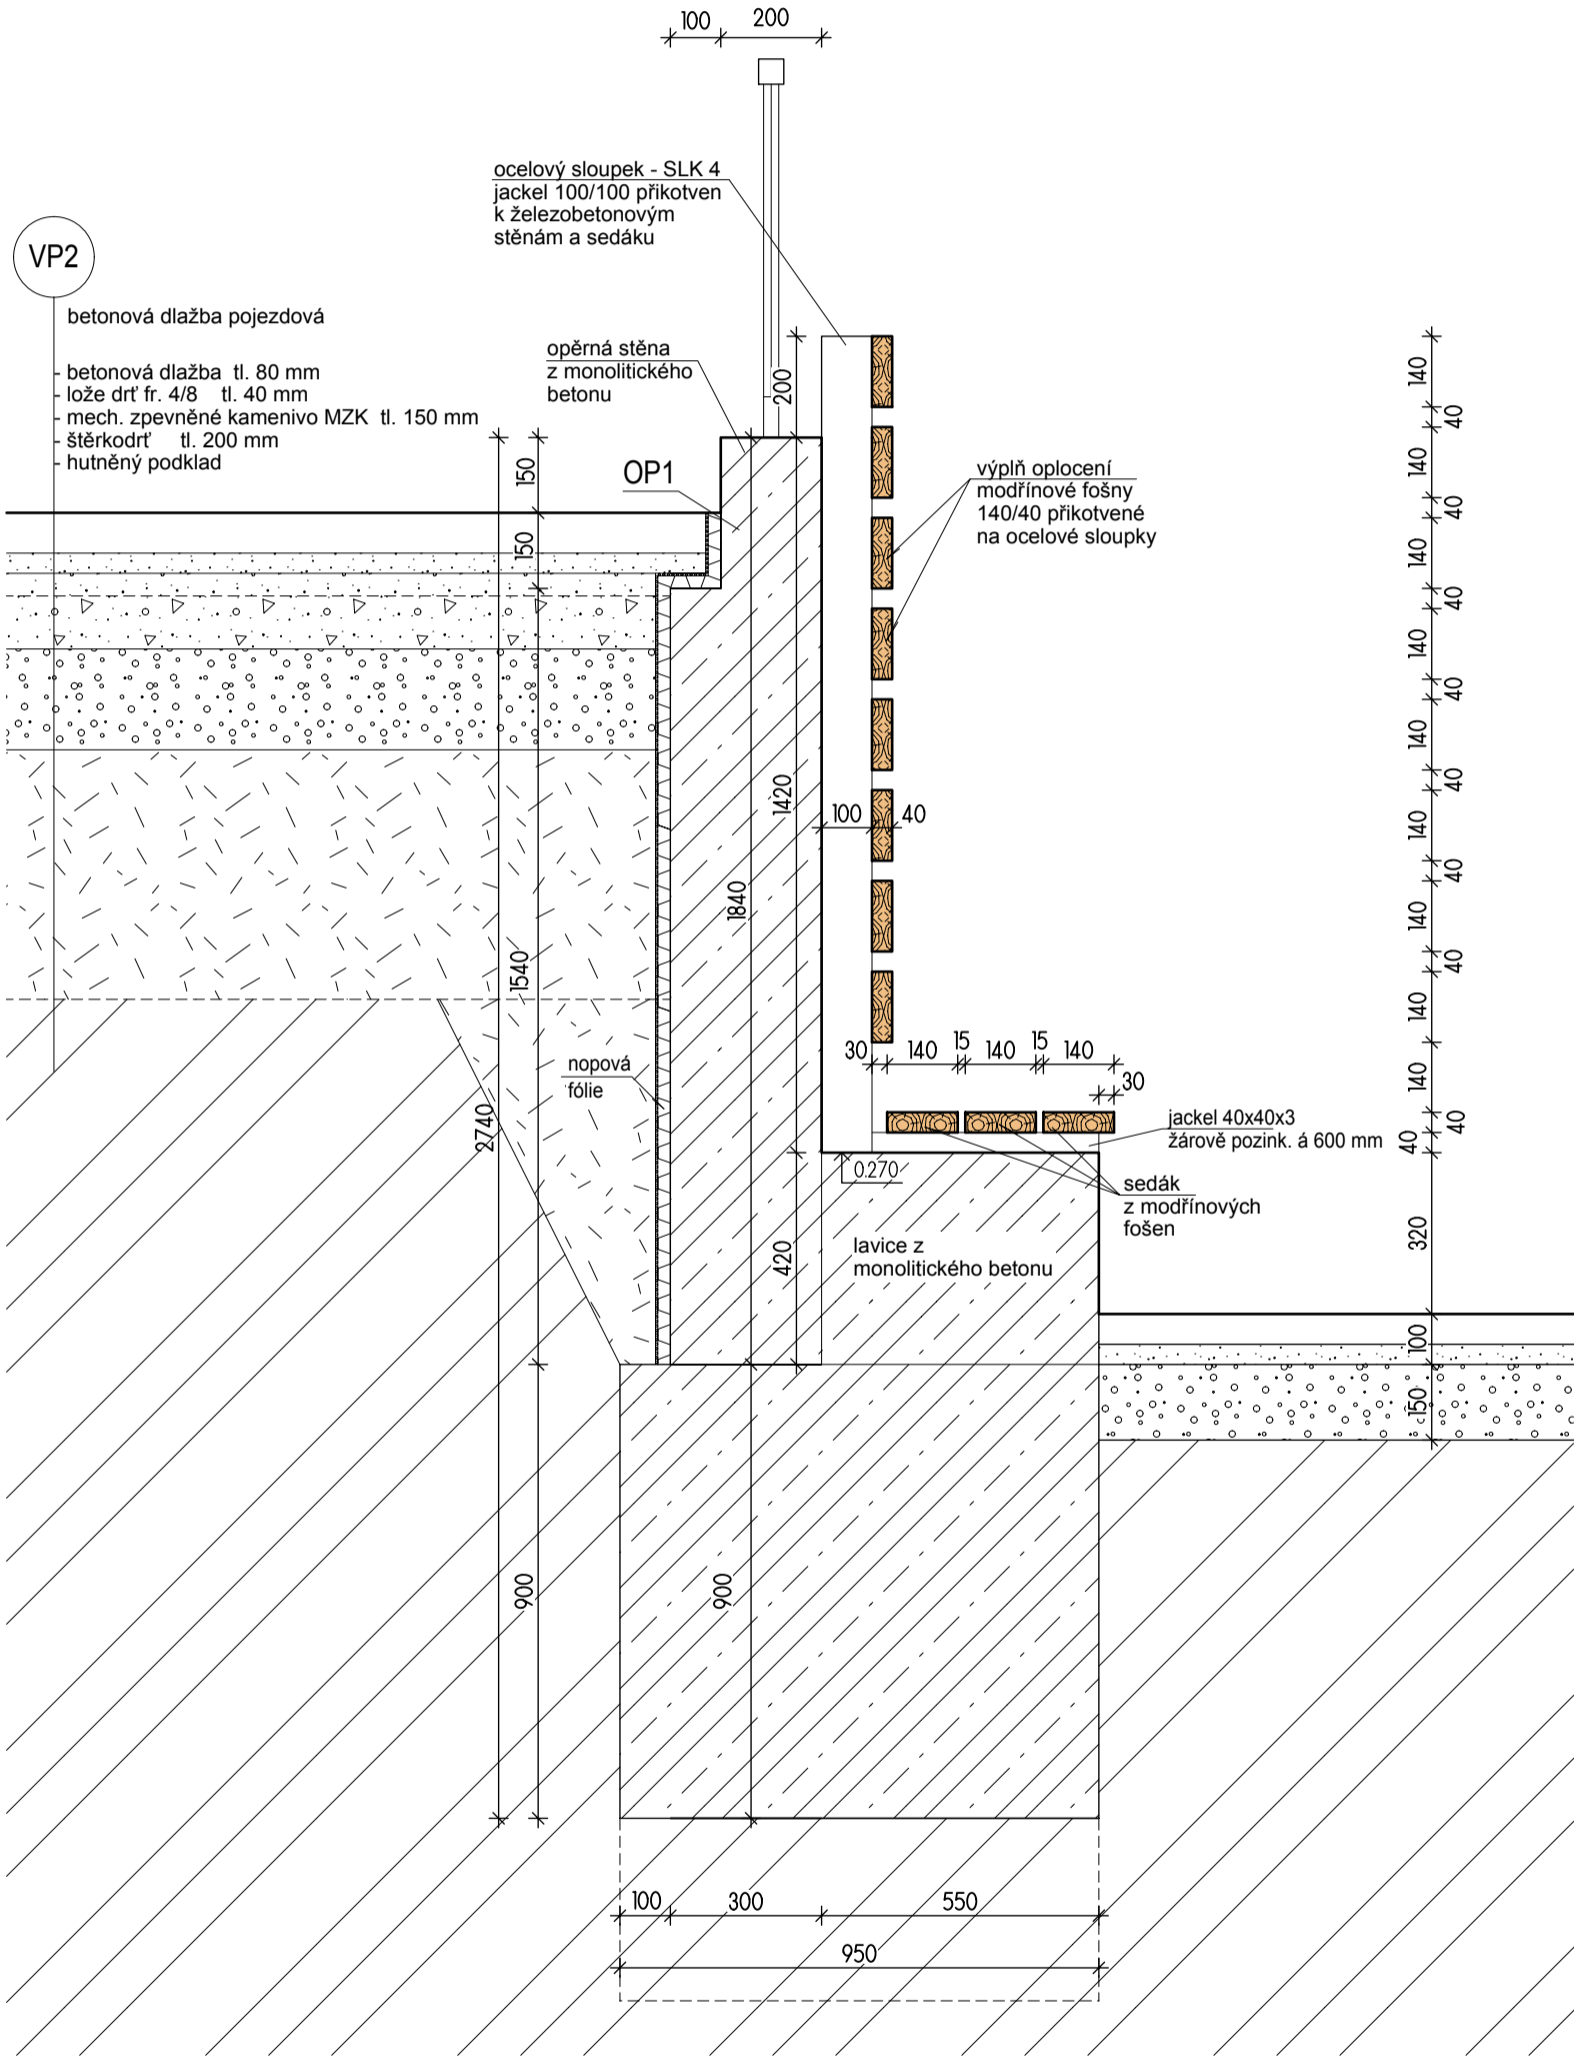 100
200
ocelový sloupek - SLK 4
jackel 100/100 přikotven
k železobetonovým
stěnám a sedáku
VP2
betonová dlažba pojezdová
- betonová dlažba tl. 80 mm
- lože drť fr. 4/8 tl. 40 mm
- mech. zpevněné kamenivo MZK tl. 150 mm
- štěrkodrť tl. 200 mm
- hutněný podklad
opěrná stěna
z monolitického
betonu
OP1
výplň oplocení
modřínové fošny
140/40 přikotvené
na ocelové sloupky
200
150
150
1420
1840
1540
2740
100
40
140
40
140
40
140
40
140
40
140
40
140
40
140
40
140
140
40
40
320
100
150
nopová
fólie
30
140
15
140
15
140
30
jackel 40x40x3
žárově pozink. á 600 mm
0.270
sedák
z modřínových
fošen
lavice z
monolitického betonu
420
900
900
100
300
550
950